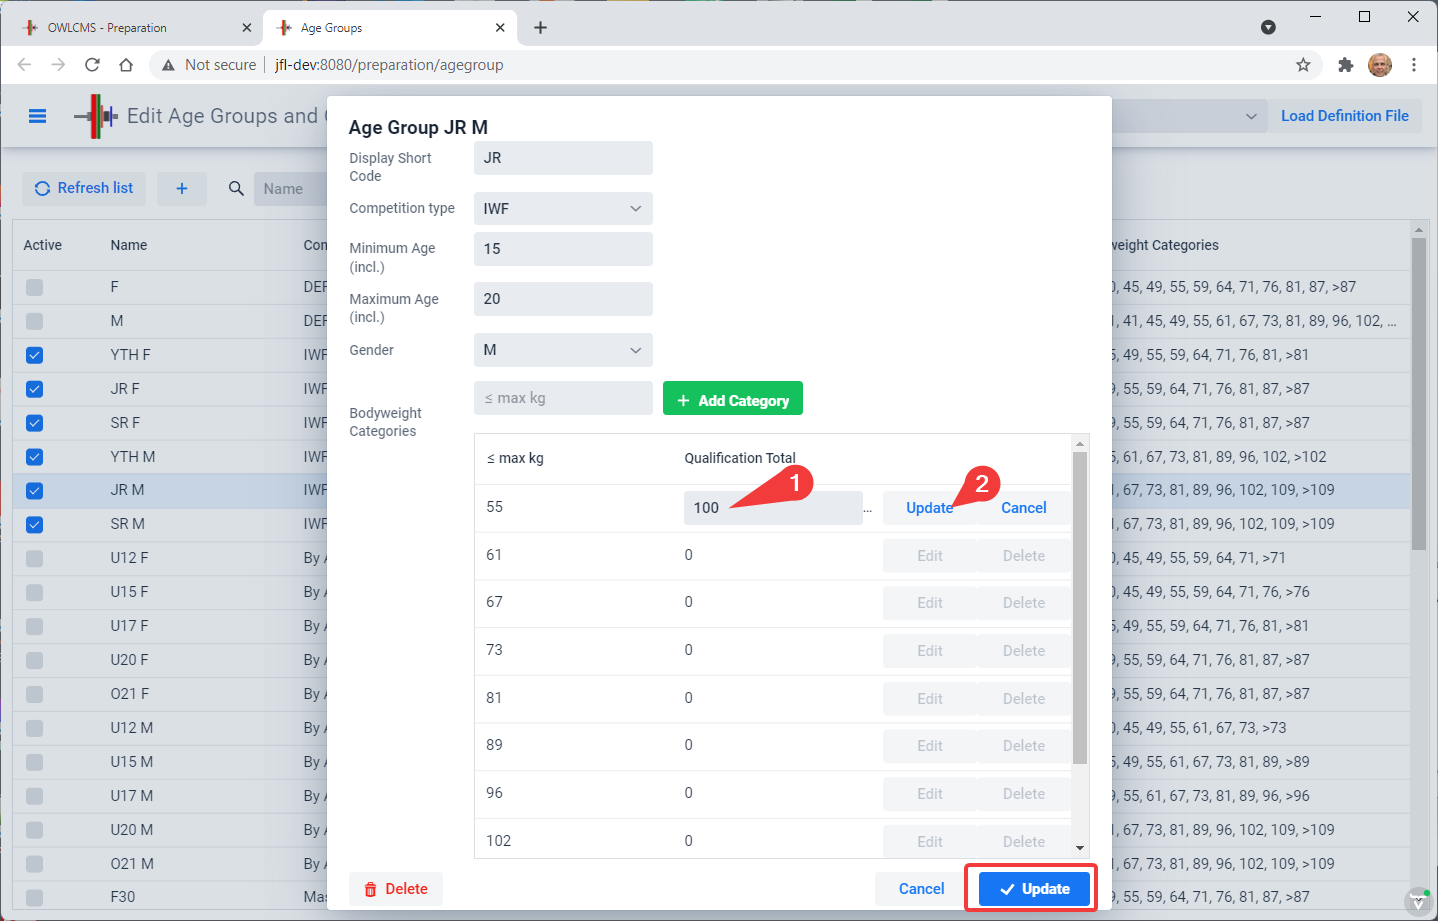 OWLCMS - Preparation
Age Groups
Not secure
jfl-dev:8080/preparation/agegroup
Edit Age Groups and
Load Definition File
Refresh list
+
Name
Active
Name
Con
weight Categories
F
DEF
0, 45, 49, 55, 59, 64, 71, 76, 81, 87, >87
M
DEF
1, 41, 45, 49, 55, 61, 67, 73, 81, 89, 96, 102, ...
YTH F
IWF
5, 49, 55, 59, 64, 71, 76, 81, >81
JR F
IWF
9, 55, 59, 64, 71, 76, 81, 87, >87
SR F
IWF
9, 55, 59, 64, 71, 76, 81, 87, >87
YTH M
IWF
5, 61, 67, 73, 81, 89, 96, 102, >102
JR M
IWF
1, 67, 73, 81, 89, 96, 102, 109, >109
SR M
IWF
1, 67, 73, 81, 89, 96, 102, 109, >109
U12 F
By A
0, 45, 49, 55, 59, 64, 71, >71
U15 F
By A
0, 45, 49, 55, 59, 64, 71, 76, >76
U17 F
By A
5, 49, 55, 59, 64, 71, 76, 81, >81
U20 F
By A
9, 55, 59, 64, 71, 76, 81, 87, >87
O21 F
By A
9, 55, 59, 64, 71, 76, 81, 87, >87
U12 M
By A
0, 45, 49, 55, 61, 67, 73, >73
U15 M
By A
5, 49, 55, 61, 67, 73, 81, 89, >89
U17 M
By A
9, 55, 61, 67, 73, 81, 89, 96, >96
U20 M
By A
1, 67, 73, 81, 89, 96, 102, 109, >109
O21 M
By A
1, 67, 73, 81, 89, 96, 102, 109, >109
F30
Mas
9, 55, 59, 64, 71, 76, 81, 87, >87
Age Group JR M
Display Short
Code
JR
Competition type
IWF
Minimum Age
(incl.)
15
Maximum Age
(incl.)
20
Gender
M
Bodyweight
Categories
≤ max kg
+ Add Category
≤ max kg
Qualification Total
1
2
55
100
...
Update
Cancel
61
0
Edit
Delete
67
0
Edit
Delete
73
0
Edit
Delete
81
0
Edit
Delete
89
0
Edit
Delete
96
0
Edit
Delete
102
0
Edit
Delete
Delete
Cancel
Update